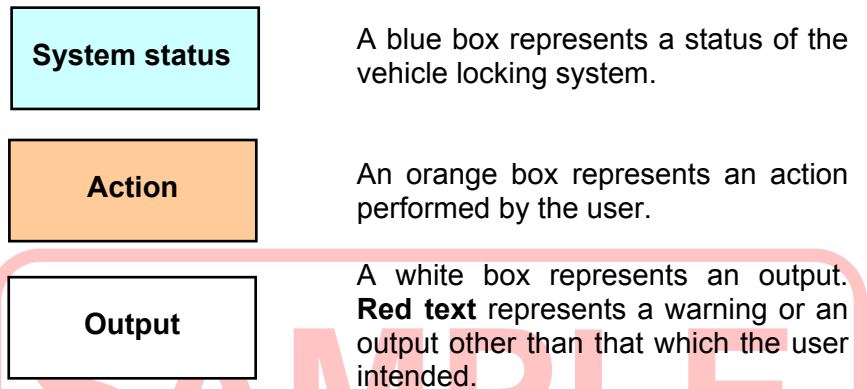 System status
A blue box represents a status of the
vehicle locking system.
Action
An orange box represents an action
performed by the user.
Output
A white box represents an output.
Red text represents a warning or an
output other than that which the user
intended.
SAMPLE